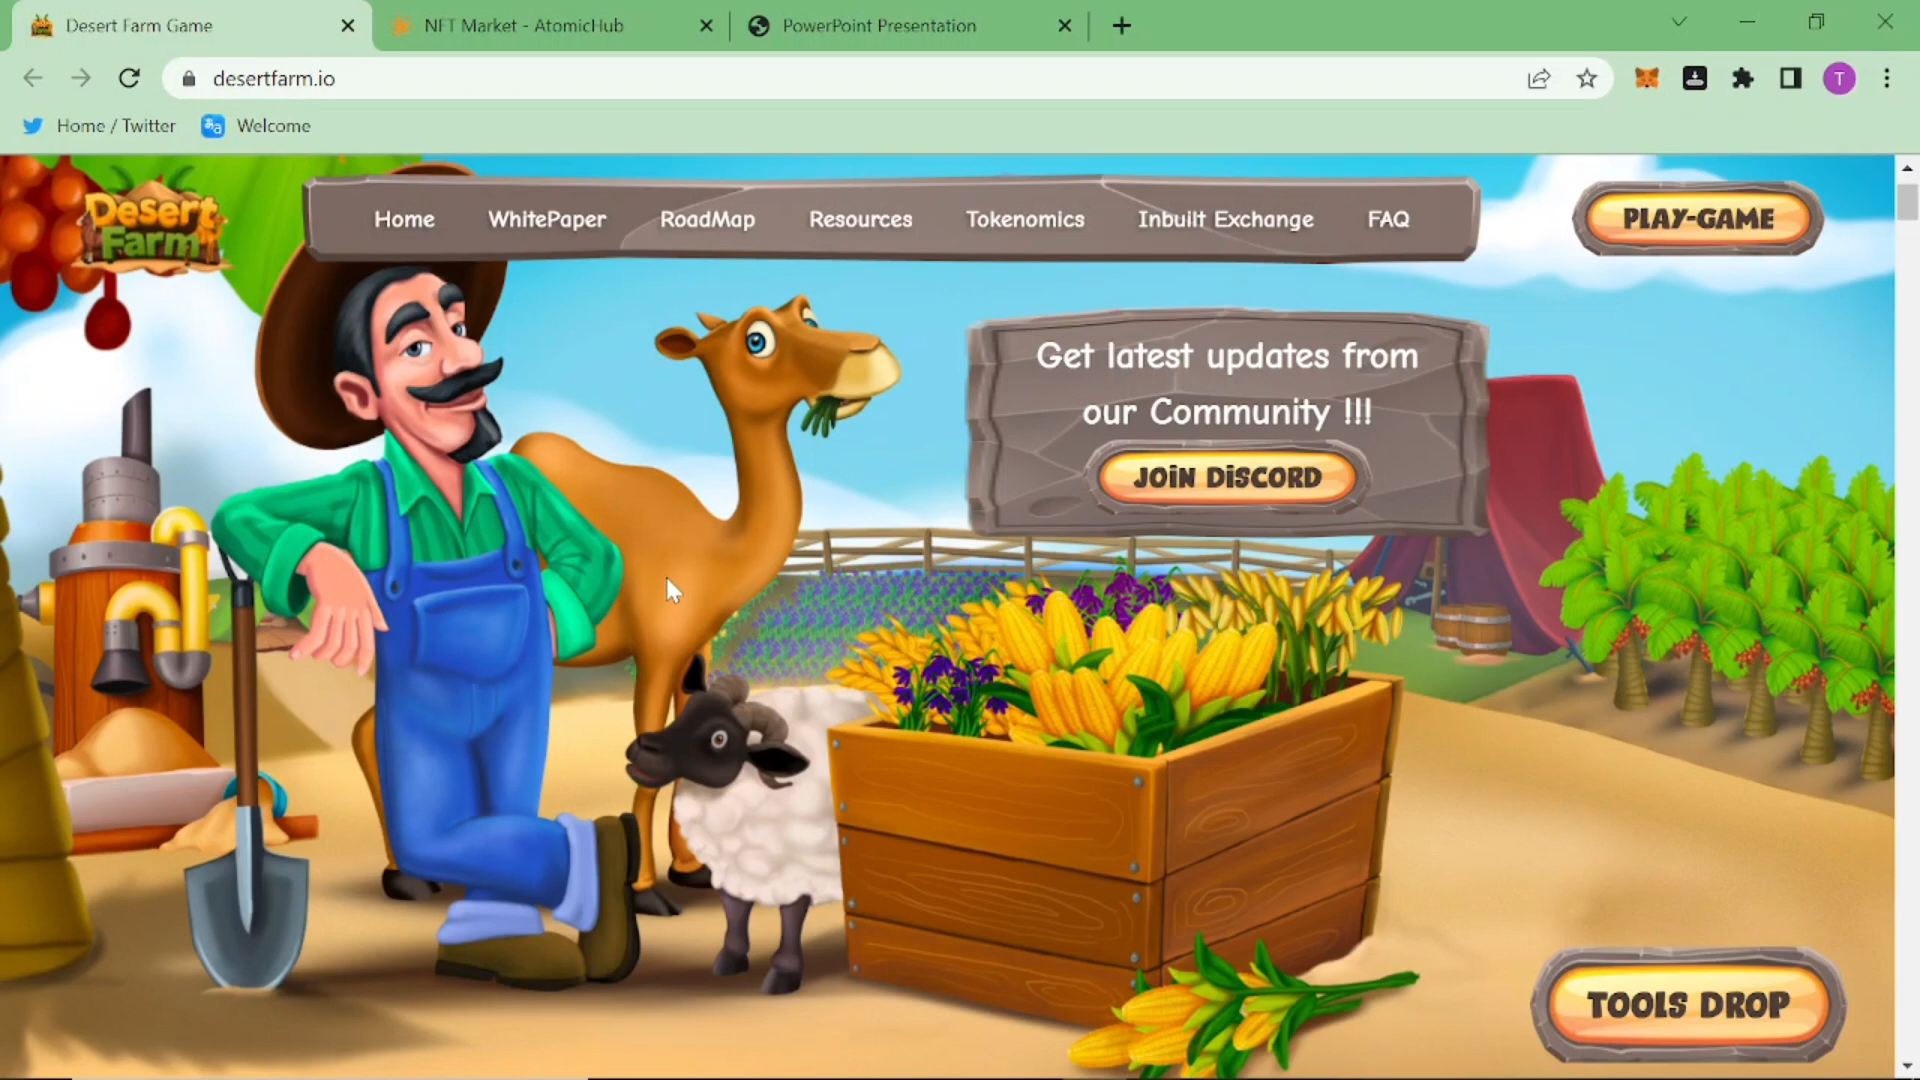 Desert Farm Game
NFT Market - AtomicHub
PowerPoint Presentation
desertfarm.io
T
Home / Twitter
Welcome
Desert
Farm
Home
WhitePaper
RoadMap
Resources
Tokenomics
Inbuilt Exchange
FAQ
PLAY-GAME
Get latest updates from
our Community !!!
JOIN DISCORD
TOOLS DROP